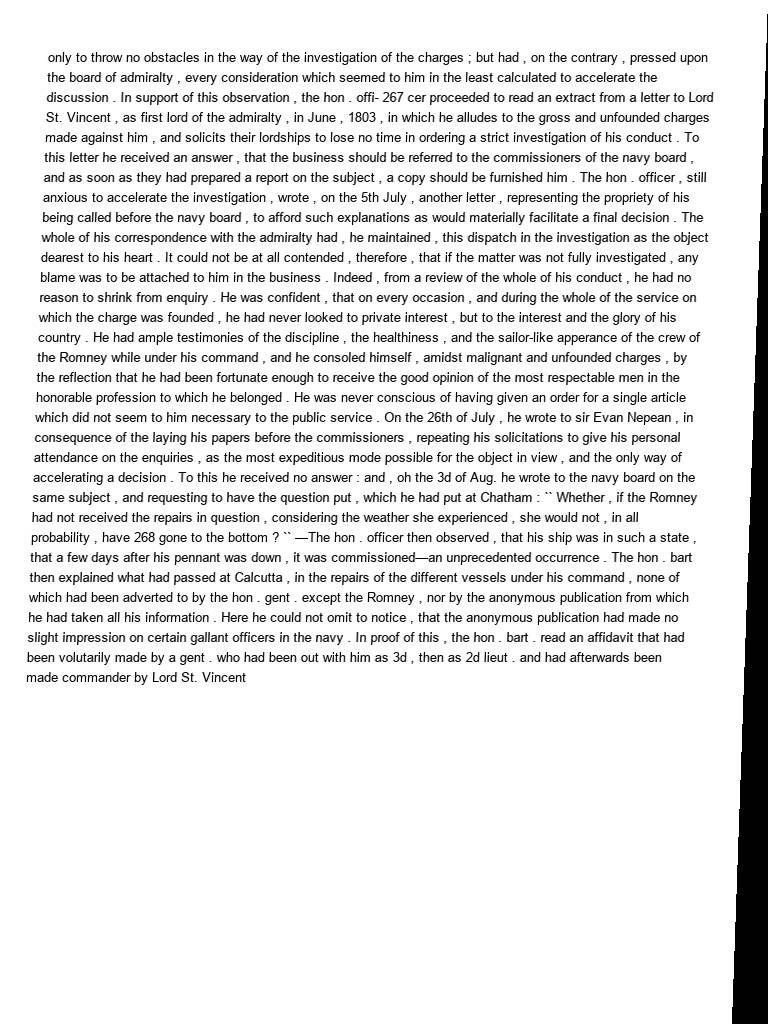 only to throw no obstacles in the way of the investigation of the charges ; but had , on the contrary , pressed upon
the board of admiralty , every consideration which seemed to him in the least calculated to accelerate the
discussion . In support of this observation , the hon . offi- 267 cer proceeded to read an extract from a letter to Lord
St. Vincent , as first lord of the admiralty , in June , 1803 , in which he alludes to the gross and unfounded charges
made against him , and solicits their lordships to lose no time in ordering a strict investigation of his conduct . To
this letter he received an answer , that the business should be referred to the commissioners of the navy board ,
and as soon as they had prepared a report on the subject , a copy should be furnished him . The hon . officer , still
anxious to accelerate the investigation , wrote , on the 5th July , another letter , representing the propriety of his
being called before the navy board , to afford such explanations as would materially facilitate a final decision . The
whole of his correspondence with the admiralty had , he maintained , this dispatch in the investigation as the object
dearest to his heart . It could not be at all contended , therefore , that if the matter was not fully investigated , any
blame was to be attached to him in the business . Indeed , from a review of the whole of his conduct , he had no
reason to shrink from enquiry . He was confident , that on every occasion , and during the whole of the service on
which the charge was founded , he had never looked to private interest , but to the interest and the glory of his
country . He had ample testimonies of the discipline , the healthiness , and the sailor-like apperance of the crew of
the Romney while under his command , and he consoled himself , amidst malignant and unfounded charges , by
the reflection that he had been fortunate enough to receive the good opinion of the most respectable men in the
honorable profession to which he belonged . He was never conscious of having given an order for a single article
which did not seem to him necessary to the public service . On the 26th of July , he wrote to sir Evan Nepean , in
consequence of the laying his papers before the commissioners , repeating his solicitations to give his personal
attendance on the enquiries , as the most expeditious mode possible for the object in view , and the only way of
accelerating a decision . To this he received no answer : and , oh the 3d of Aug. he wrote to the navy board on the
same subject , and requesting to have the question put , which he had put at Chatham : `` Whether , if the Romney
had not received the repairs in question , considering the weather she experienced , she would not , in all
probability , have 268 gone to the bottom ? `` —The hon . officer then observed , that his ship was in such a state ,
that a few days after his pennant was down , it was commissioned—an unprecedented occurrence . The hon . bart
then explained what had passed at Calcutta , in the repairs of the different vessels under his command , none of
which had been adverted to by the hon . gent . except the Romney , nor by the anonymous publication from which
he had taken all his information . Here he could not omit to notice , that the anonymous publication had made no
slight impression on certain gallant officers in the navy . In proof of this , the hon . bart . read an affidavit that had
been volutarily made by a gent . who had been out with him as 3d , then as 2d lieut . and had afterwards been
made commander by Lord St. Vincent